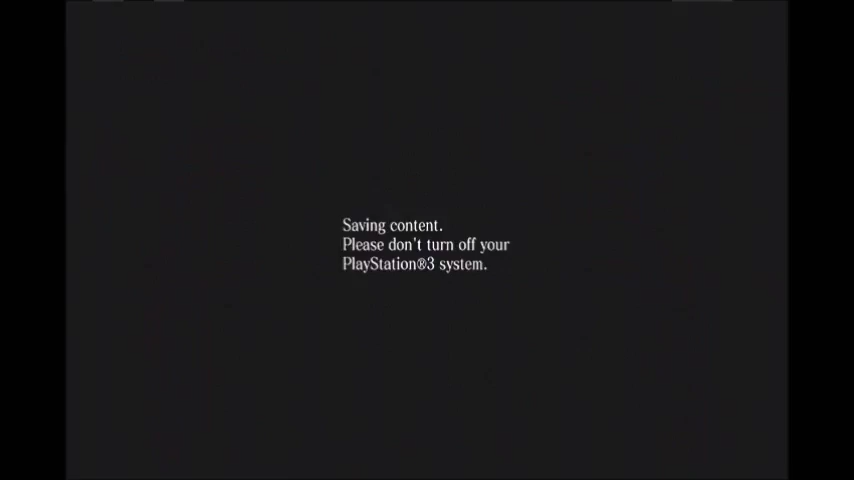 Saving content.
Please don't turn off your
PlayStation®3 system.